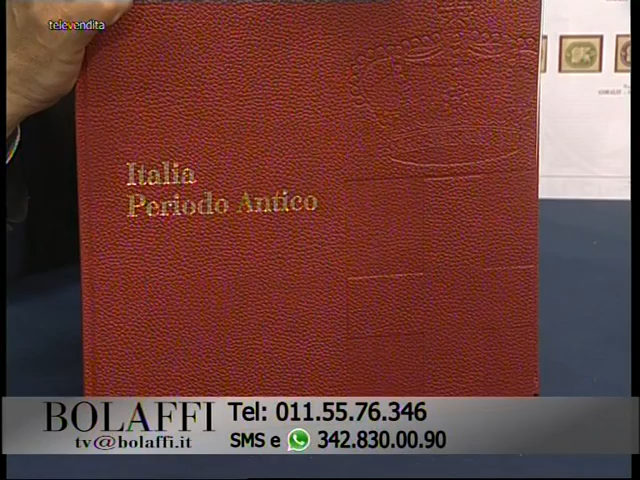 televendita
Italia
Periodo Antico
BOLAFFI
tv@bolaffi.it
Tel: 011.55.76.346
SMS e 342.830.00.90